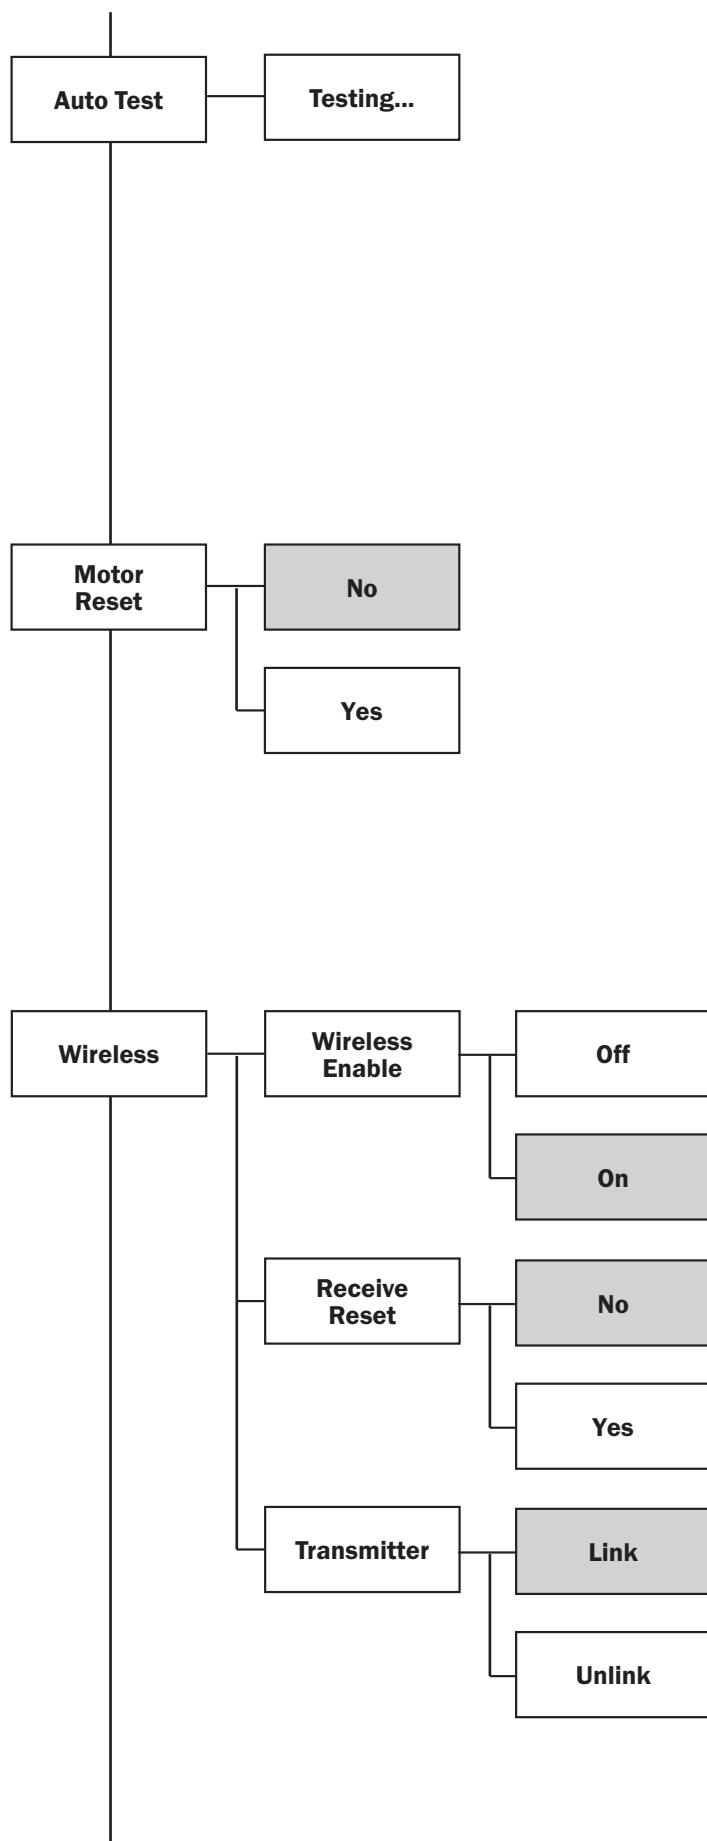 Auto Test
Testing...
Motor
Reset
No
Yes
Wireless
Wireless
Enable
Off
On
Receive
Reset
No
Yes
Transmitter
Link
Unlink